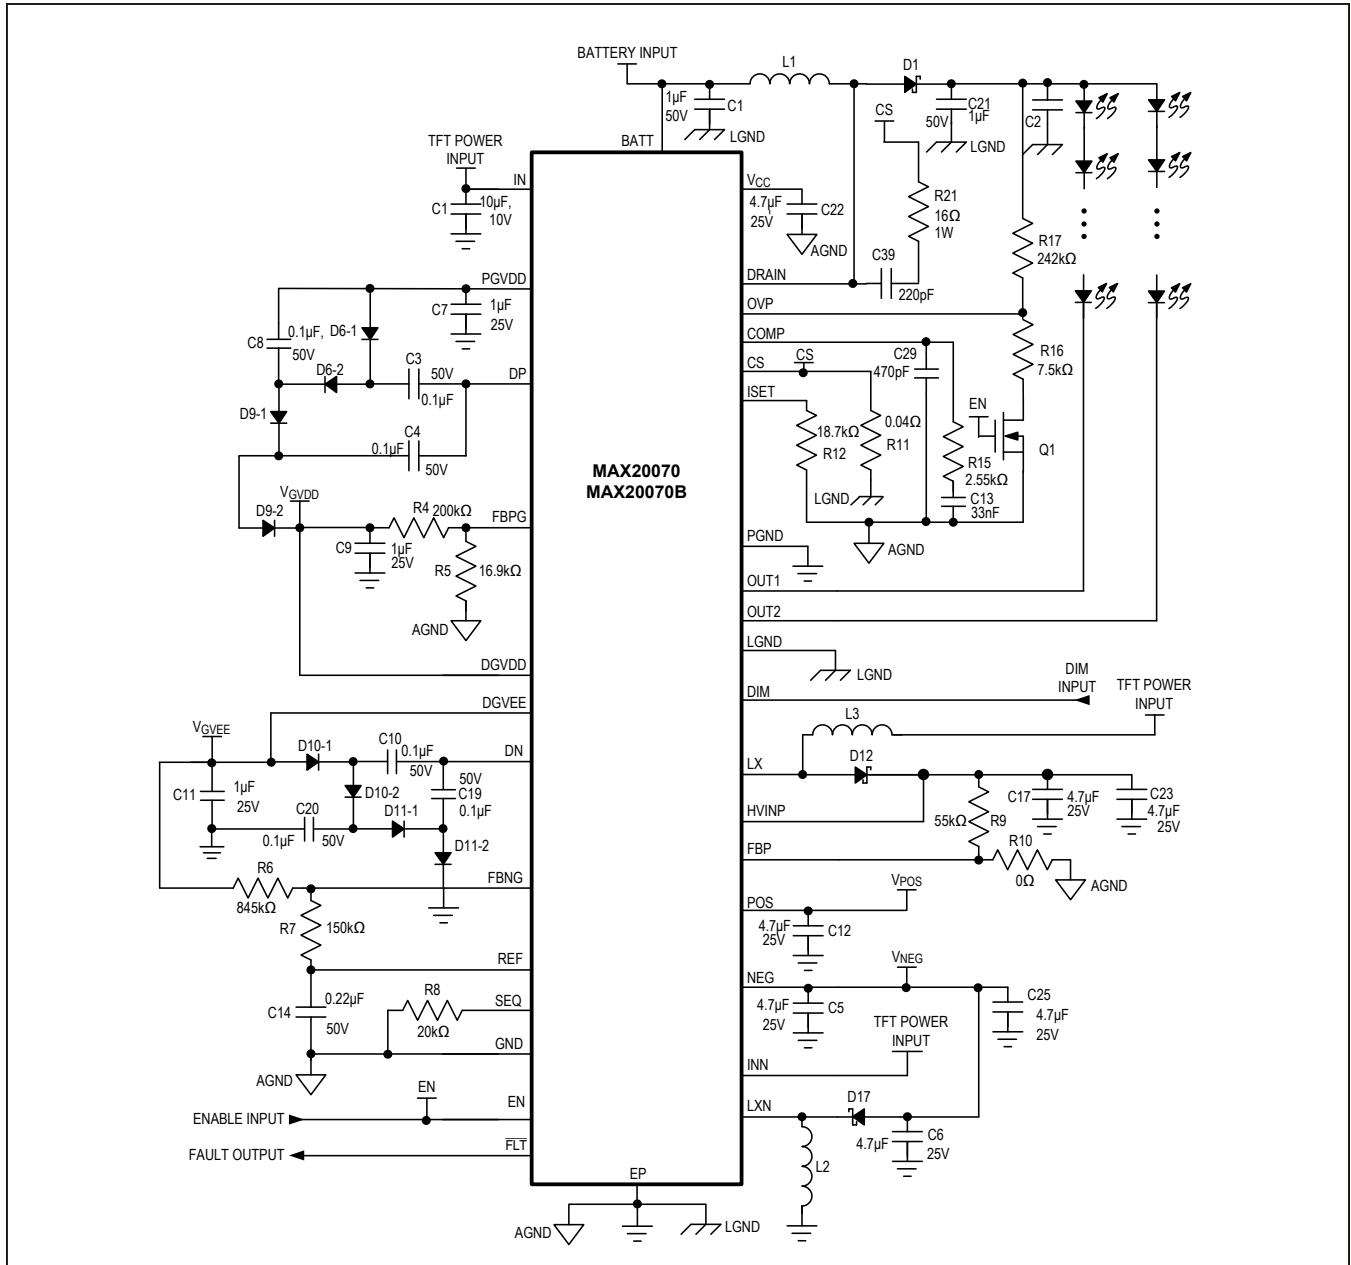 BATTERY INPUT
L1
D1
1µF
50V
C1
LGND
BATT
CS
50V
C21
1µF
LGND
C2
TFT POWER
INPUT
IN
C1
10µF,
10V
VCC
4.7µF
25V
C22
AGND
R21
16Ω
1W
C39
220pF
R17
242kΩ
DRAIN
OVP
COMP
CS
ISET
PGVDD
C7
1µF
25V
C8
0.1µF,
50V
D6-1
D6-2
C3
50V
0.1µF
DP
D9-1
C4
0.1µF
50V
CS
C29
470pF
R16
7.5kΩ
EN
Q1
18.7kΩ
R12
0.04Ω
R11
LGND
R15
2.55kΩ
C13
33nF
AGND
MAX20070
MAX20070B
VGVDD
D9-2
R4
200kΩ
FBPG
C9
1µF
25V
R5
16.9kΩ
AGND
PGND
OUT1
OUT2
LGND
LGND
DGVDD
DGVEE
DIM
DIM
INPUT
TFT POWER
INPUT
L3
VGVEE
D10-1
C10
0.1µF
50V
DN
C11
1µF
25V
D10-2
50V
C19
0.1µF
C20
0.1µF
50V
D11-1
D11-2
LX
D12
HVINP
55kΩ
R9
C17
4.7µF
25V
C23
4.7µF
25V
FBP
R10
0Ω
AGND
R6
845kΩ
FBNG
R7
150kΩ
POS
VPOS
4.7µF
25V
C12
REF
NEG
VNEG
C14
0.22µF
50V
R8
20kΩ
SEQ
4.7µF
25V
C5
C25
4.7µF
25V
TFT POWER
INPUT
GND
AGND
INN
EN
ENABLE INPUT
EN
LXN
D17
4.7µF
C6
25V
FAULT OUTPUT
FLT
L2
EP
AGND
LGND